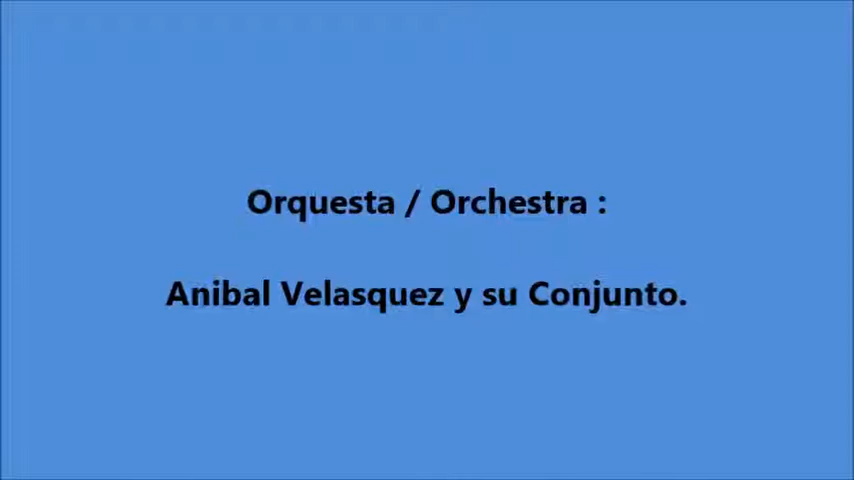 Orquesta / Orchestra :
Anibal Velasquez y su Conjunto.